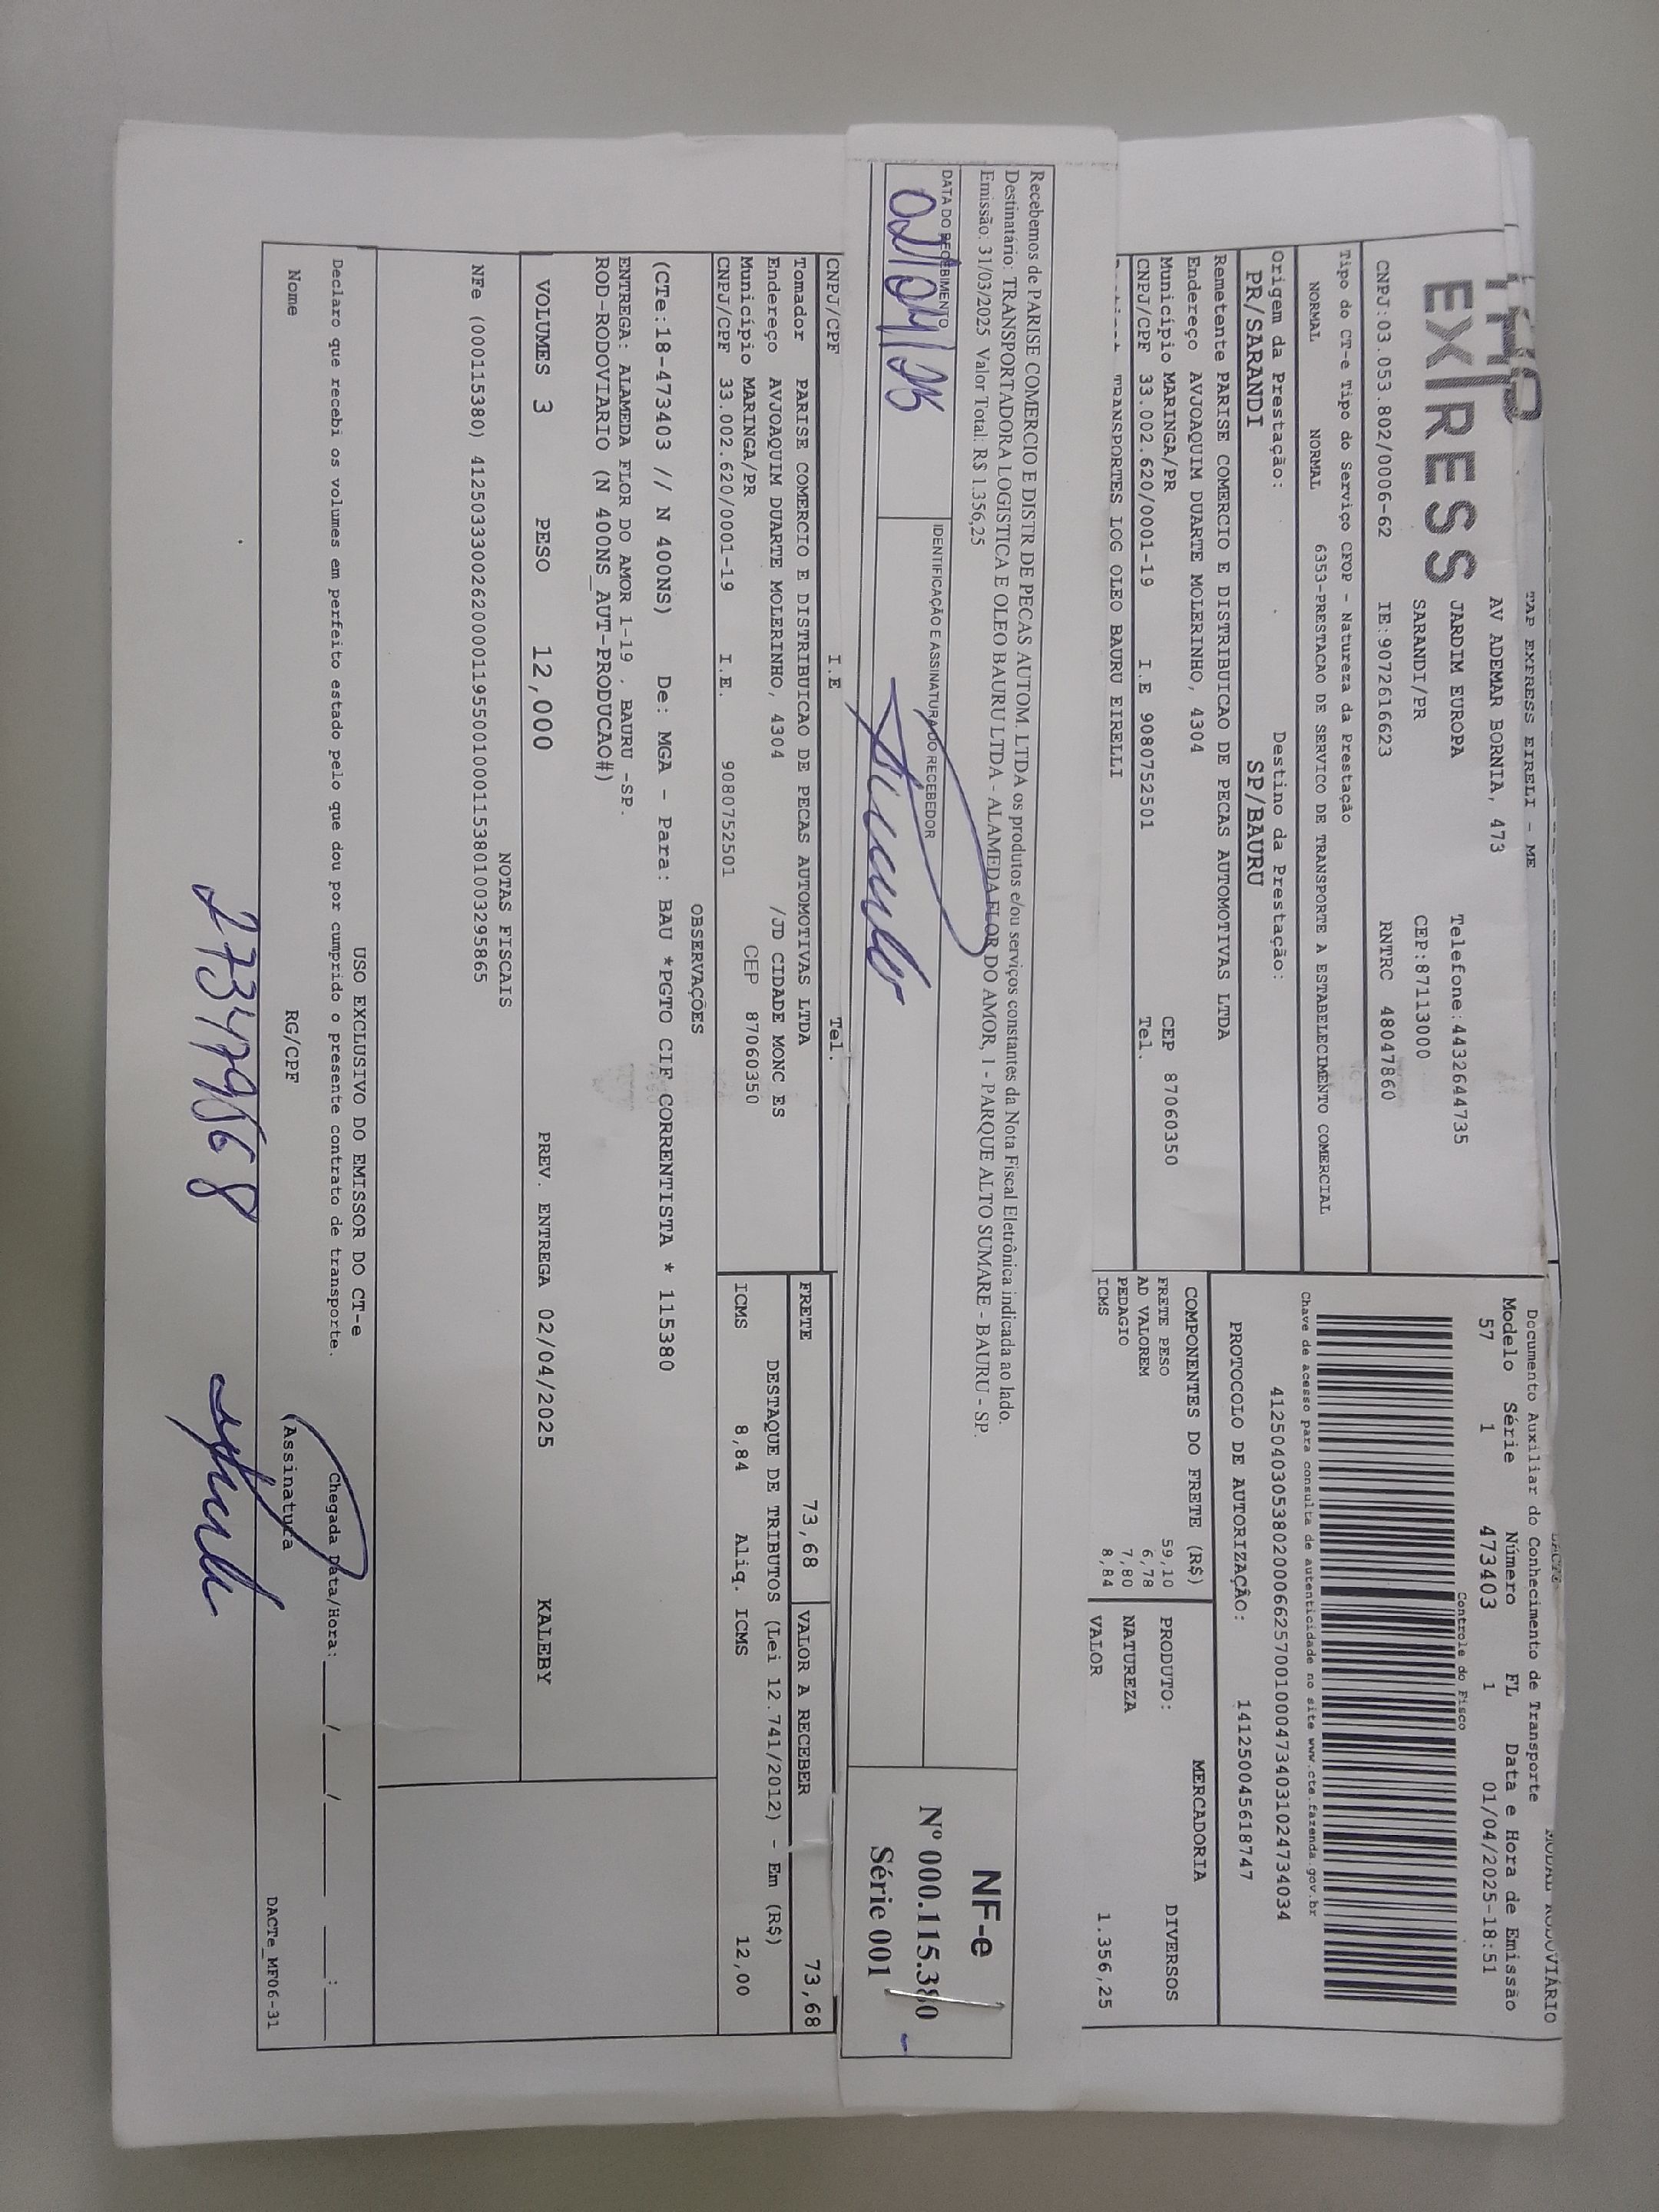 TAP EXPRESS EIRELI - ME
EXPRESS
AV ADEMAR BORNIA, 473
JARDIM EUROPA Telefone:4432644735
SARANDI/PR CEP:87113000
CNPJ:03.053.802/0006-62 IE:9072616623 RNTRC 48047860
MODAL RODOVIÁRIO
Documento Auxiliar do Conhecimento de Transporte
Modelo Série Número FL Data e Hora de Emissão
57 1 473403 1 01/04/2025-18:51
Controle do Fisco
Chave de acesso para consulta de autenticidade no site www.cte.fazenda.gov.br
41250403053802000662570010004734031024734034
PROTOCOLO DE AUTORIZAÇÃO: 141250045618747
Tipo do CT-e Tipo do Serviço CFOP - Natureza da Prestação
NORMAL NORMAL 6353-PRESTACAO DE SERVICO DE TRANSPORTE A ESTABELECIMENTO COMERCIAL
Origem da Prestação: Destino da Prestação:
PR/SARANDI SP/BAURU
Remetente PARISE COMERCIO E DISTRIBUICAO DE PECAS AUTOMOTIVAS LTDA
Endereço AVJOAQUIM DUARTE MOLERINHO, 4304
Município MARINGA/PR CEP 87060350
CNPJ/CPF 33.002.620/0001-19 I.E 9080752501 Tel.
TRANSPORTES LOG OLEO BAURU EIRELLI
COMPONENTES DO FRETE (R$)
FRETE PESO 59,10
AD VALOREM 6,78
PEDAGIO 7,80
ICMS 8,84
MERCADORIA
PRODUTO: DIVERSOS
NATUREZA
VALOR 1.356,25
Recebemos de PARISE COMERCIO E DISTR DE PECAS AUTOM. LTDA os produtos e/ou serviços constantes da Nota Fiscal Eletrônica indicada ao lado.
Destinatário: TRANSPORTADORA LOGISTICA E OLEO BAURU LTDA - ALAMEDA FLOR DO AMOR, 1 - PARQUE ALTO SUMARE - BAURU - SP.
Emissão: 31/03/2025 Valor Total: R$ 1.356,25
DATA DO RECEBIMENTO IDENTIFICAÇÃO E ASSINATURA DO RECEBEDOR
02/04/25
NF-e
Nº 000.115.380
Série 001
CNPJ/CPF I.E Tel.
Tomador PARISE COMERCIO E DISTRIBUICAO DE PECAS AUTOMOTIVAS LTDA
Endereço AVJOAQUIM DUARTE MOLERINHO, 4304 /JD CIDADE MONC ES
Município MARINGA/PR CEP 87060350
CNPJ/CPF 33.002.620/0001-19 I.E. 9080752501
FRETE 73,68 VALOR A RECEBER 73,68
DESTAQUE DE TRIBUTOS (Lei 12.741/2012) - Em (R$)
ICMS 8,84 Aliq. ICMS 12,00
OBSERVAÇÕES
(CTe:18-473403 // N 400NS) De: MGA - Para: BAU *PGTO CIF CORRENTISTA * 115380
ENTREGA: ALAMEDA FLOR DO AMOR 1-19 , BAURU -SP.
ROD-RODOVIARIO (N 400NS_AUT-PRODUCAO#)
VOLUMES 3 PESO 12,000 PREV. ENTREGA 02/04/2025 KALEBY
NOTAS FISCAIS
NFe (000115380) 41250333002620000119550010001153801003295865
USO EXCLUSIVO DO EMISSOR DO CT-e
Declaro que recebi os volumes em perfeito estado pelo que dou por cumprido o presente contrato de transporte.
Chegada Data/Hora: ___/___/___ ___:___
Nome RG/CPF (Assinatura
DACTe_MF06-31